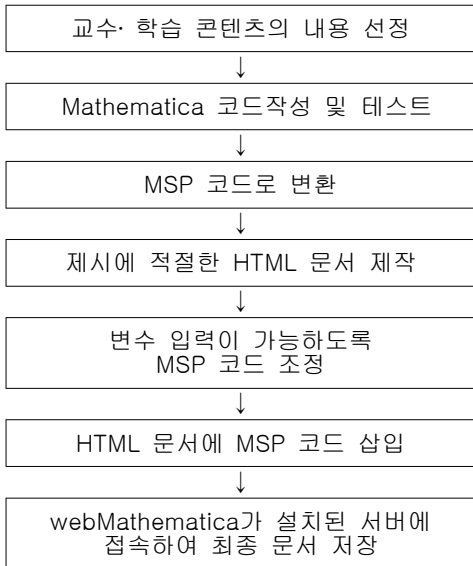 교수· 학습 콘텐츠의 내용 선정
↓
Mathematica 코드작성 및 테스트
↓
MSP 코드로 변환
↓
제시에 적절한 HTML 문서 제작
↓
변수 입력이 가능하도록
MSP 코드 조정
↓
HTML 문서에 MSP 코드 삽입
↓
webMathematica가 설치된 서버에
접속하여 최종 문서 저장